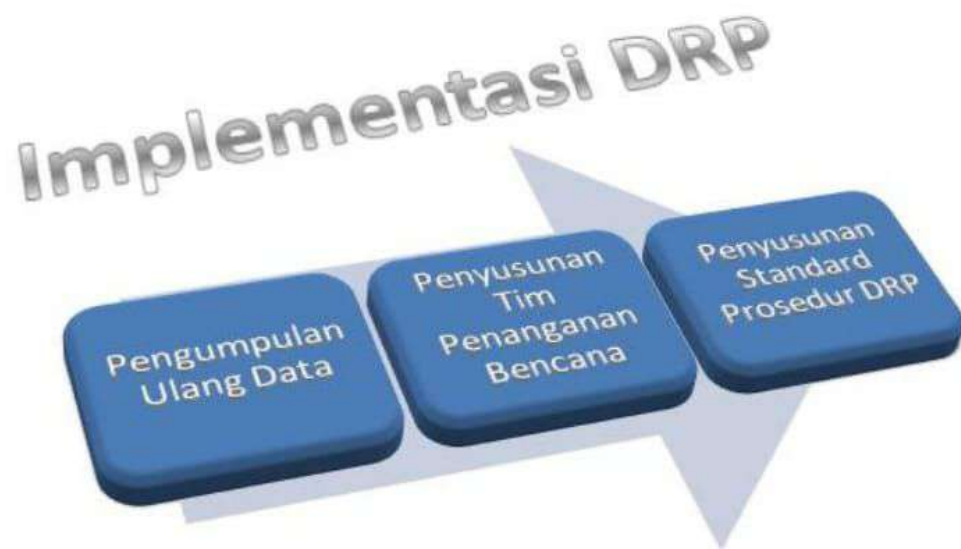 Implementasi DRP
Pengumpulan
Ulang Data
Penyusunan
Tim
Penanganan
Bencana
Penyusunan
Standard
Prosedur DRP